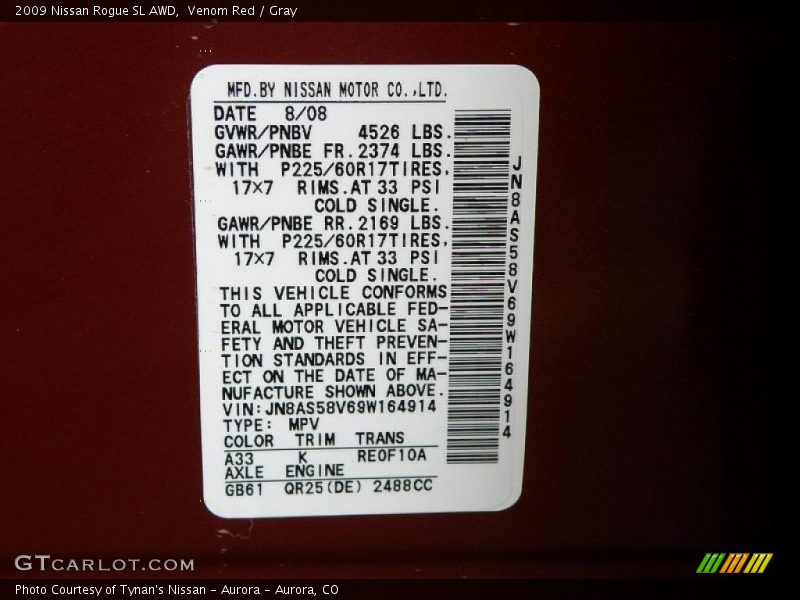 2009 Nissan Rogue SL AWD,  Venom Red / Gray
MFD.BY NISSAN MOTOR CO.,LTD.
DATE 8/08
GVWR/PNBV 4526 LBS.
GAWR/PNBE FR.2374 LBS.
WITH P225/60R17TIRES,
17×7 RIMS.AT 33 PSI
COLD SINGLE.
GAWR/PNBE RR.2169 LBS.
WITH P225/60R17TIRES,
17×7 RIMS.AT 33 PSI
COLD SINGLE.
THIS VEHICLE CONFORMS
TO ALL APPLICABLE FED-
ERAL MOTOR VEHICLE SA-
FETY AND THEFT PREVEN-
TION STANDARDS IN EFF-
ECT ON THE DATE OF MA-
NUFACTURE SHOWN ABOVE.
VIN:JN8AS58V69W164914
TYPE: MPV
COLOR TRIM TRANS
A33 K RE0F10A
AXLE ENGINE
GB61 QR25(DE) 2488CC
JN8AS58V69W164914
GTCARLOT.COM
Photo Courtesy of Tynan's Nissan - Aurora - Aurora, CO